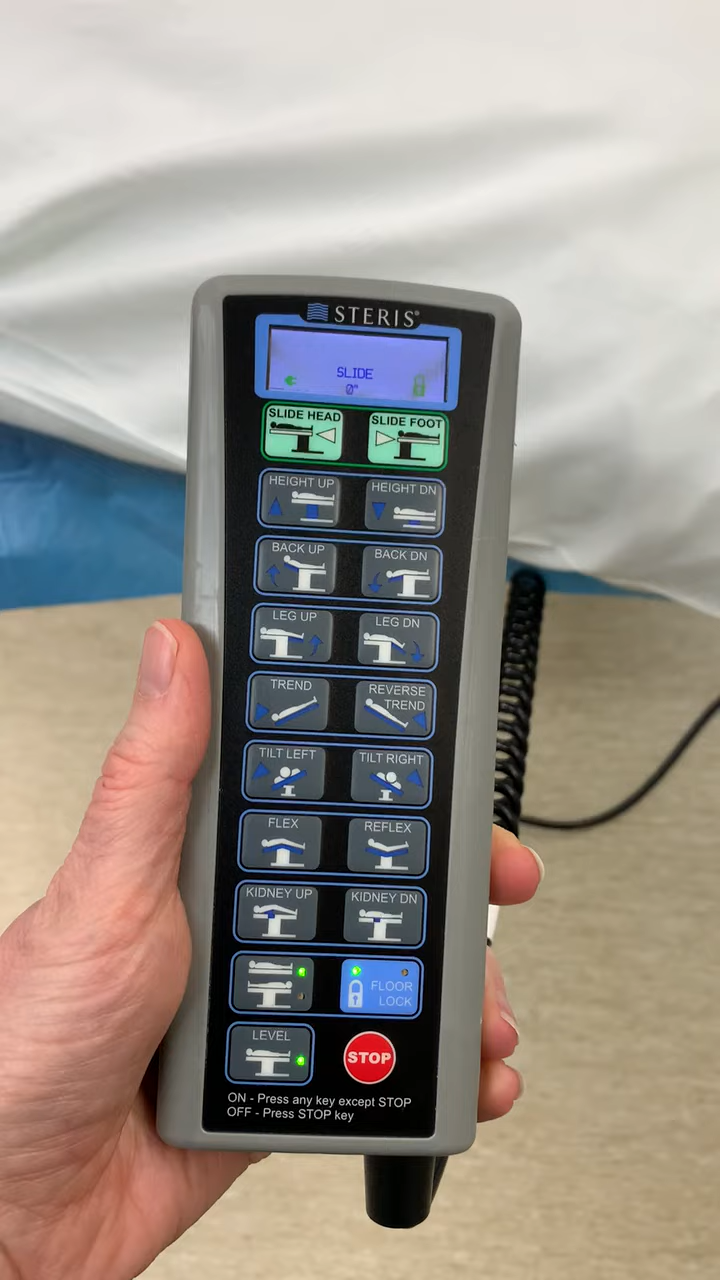 STERIS®
SLIDE
0°
SLIDE HEAD
SLIDE FOOT
HEIGHT UP
HEIGHT DN
BACK UP
BACK DN
LEG UP
LEG DN
TREND
REVERSE
TREND
TILT LEFT
TILT RIGHT
FLEX
REFLEX
KIDNEY UP
KIDNEY DN
FLOOR
LOCK
LEVEL
STOP
ON - Press any key except STOP
OFF - Press STOP key